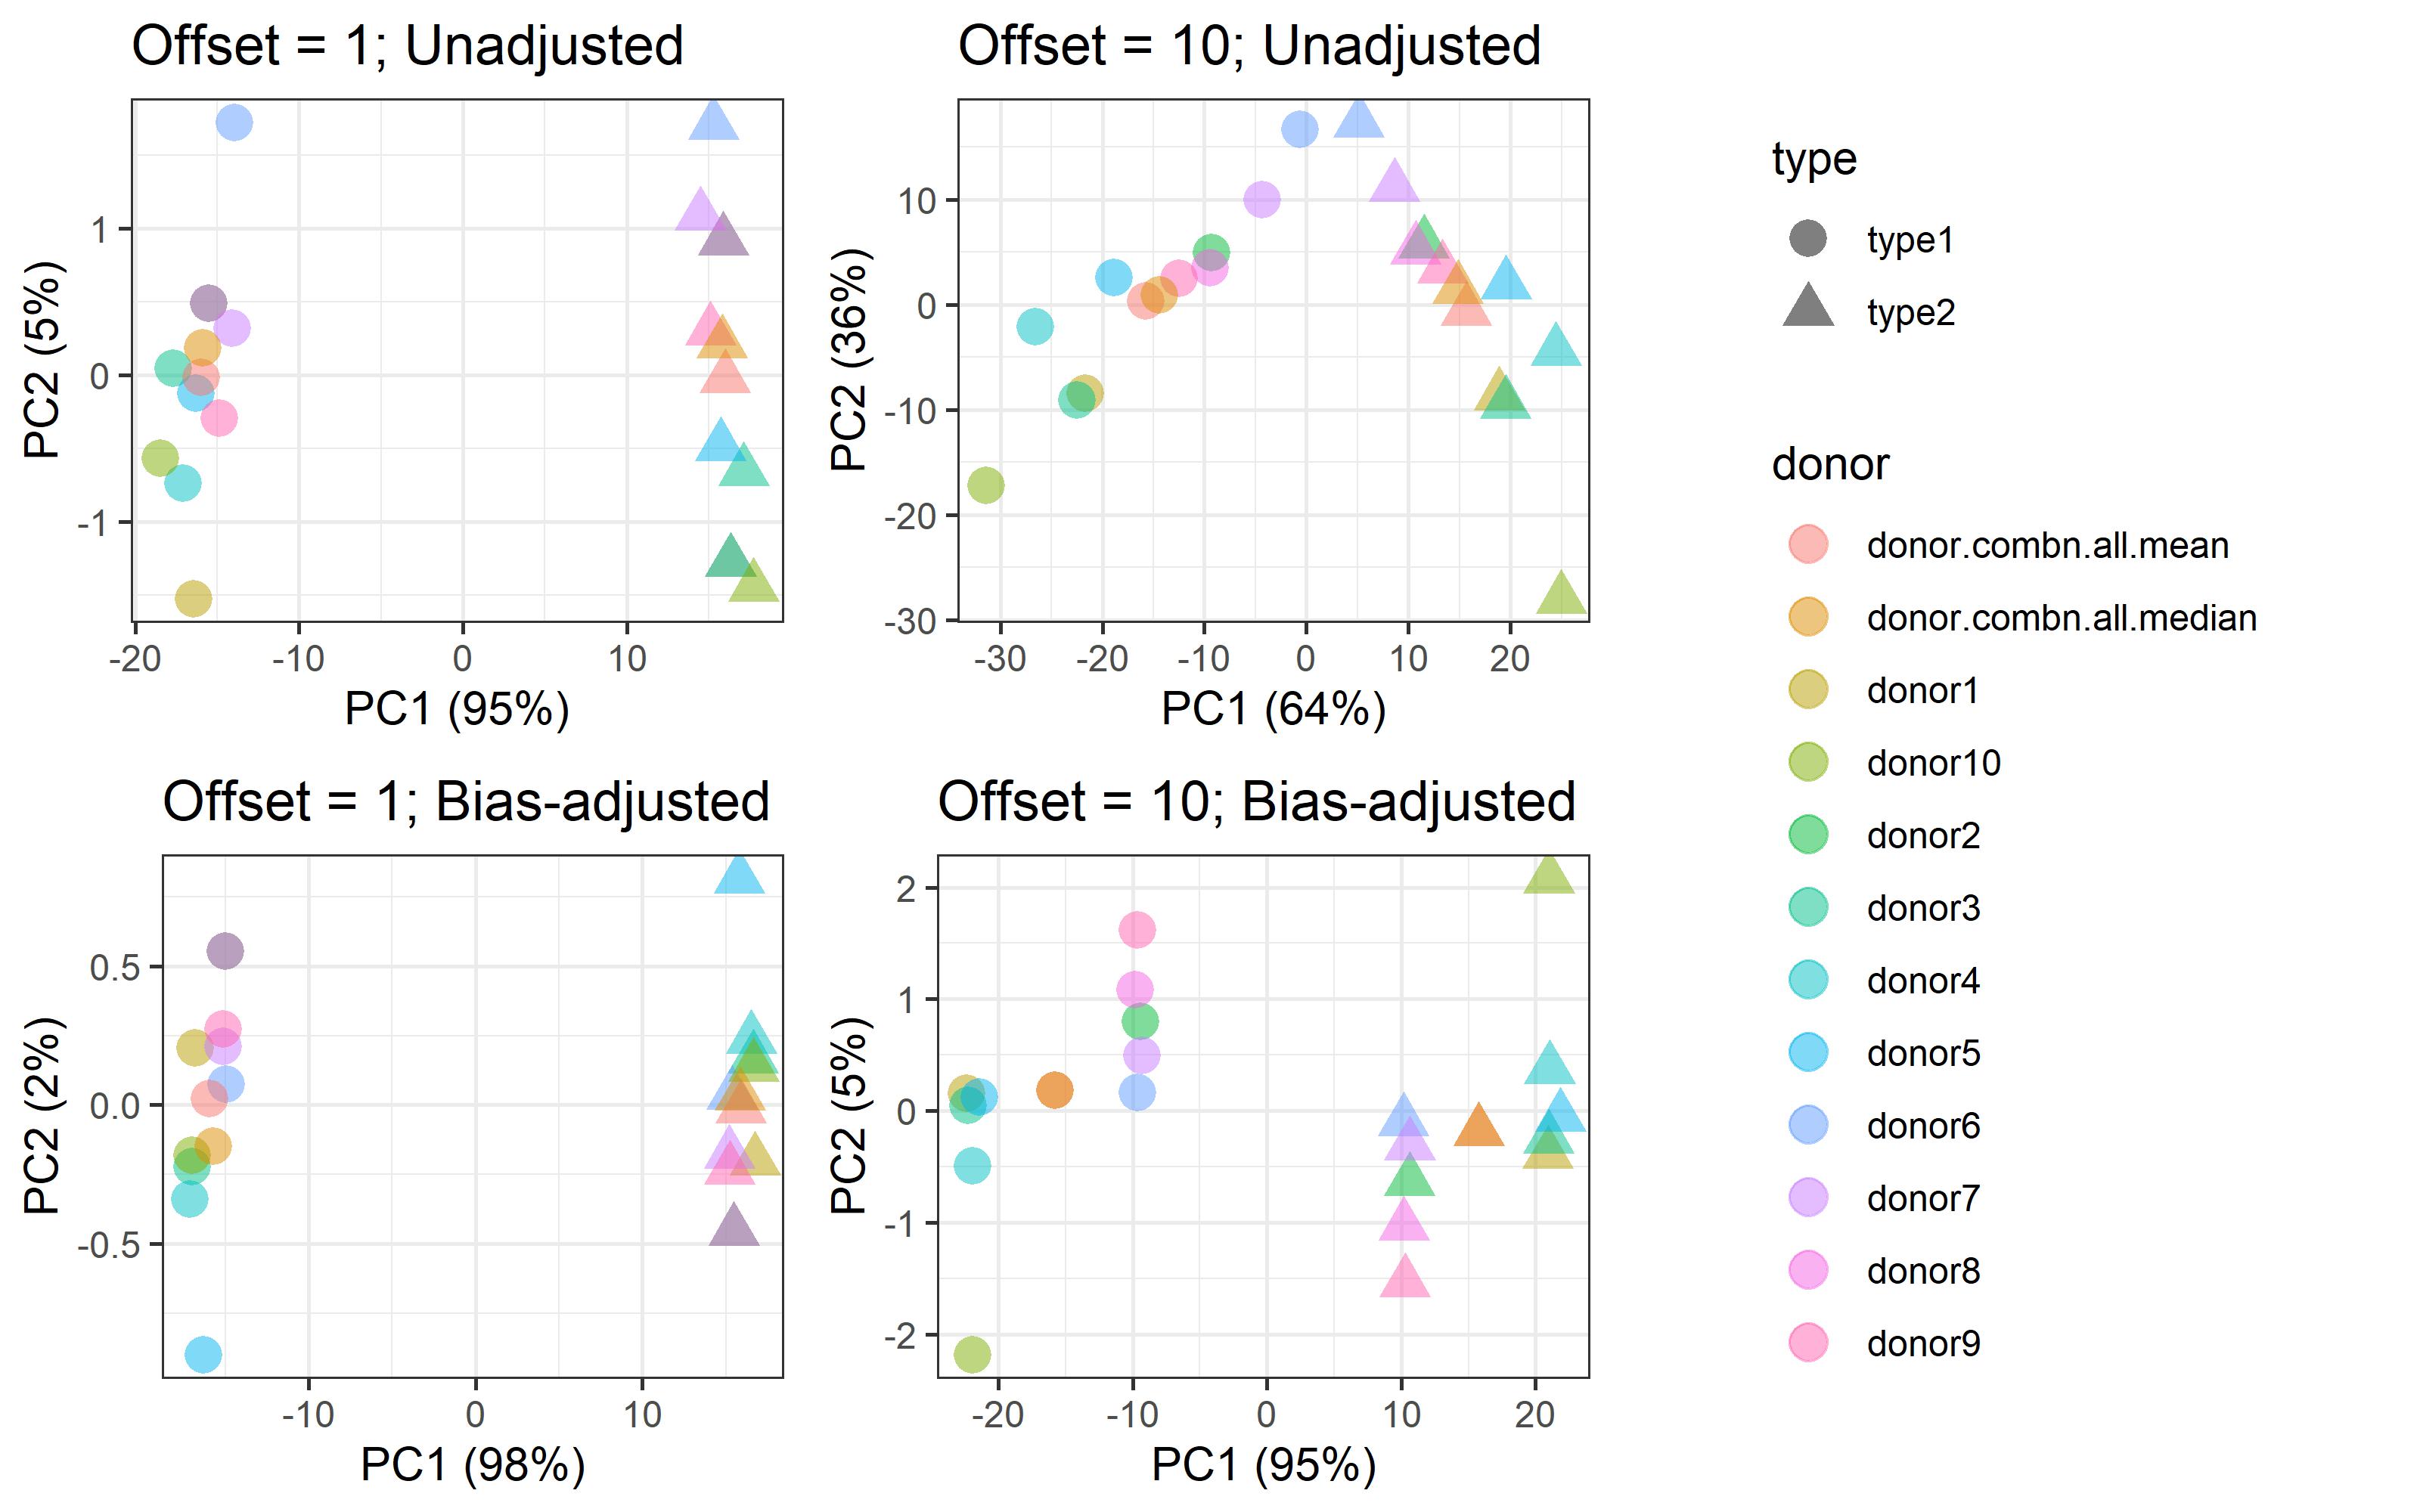 Offset = 1; Unadjusted
PC2 (5%)
1
0
-1
-20 -10 0 10
PC1 (95%)
Offset = 10; Unadjusted
PC2 (36%)
10
0
-10
-20
-30
-30 -20 -10 0 10 20
PC1 (64%)
Offset = 1; Bias-adjusted
PC2 (2%)
0.5
0.0
-0.5
-10 0 10
PC1 (98%)
Offset = 10; Bias-adjusted
PC2 (5%)
2
1
0
-1
-2
-20 -10 0 10 20
PC1 (95%)
type
type1
type2
donor
donor.combn.all.mean
donor.combn.all.median
donor1
donor10
donor2
donor3
donor4
donor5
donor6
donor7
donor8
donor9